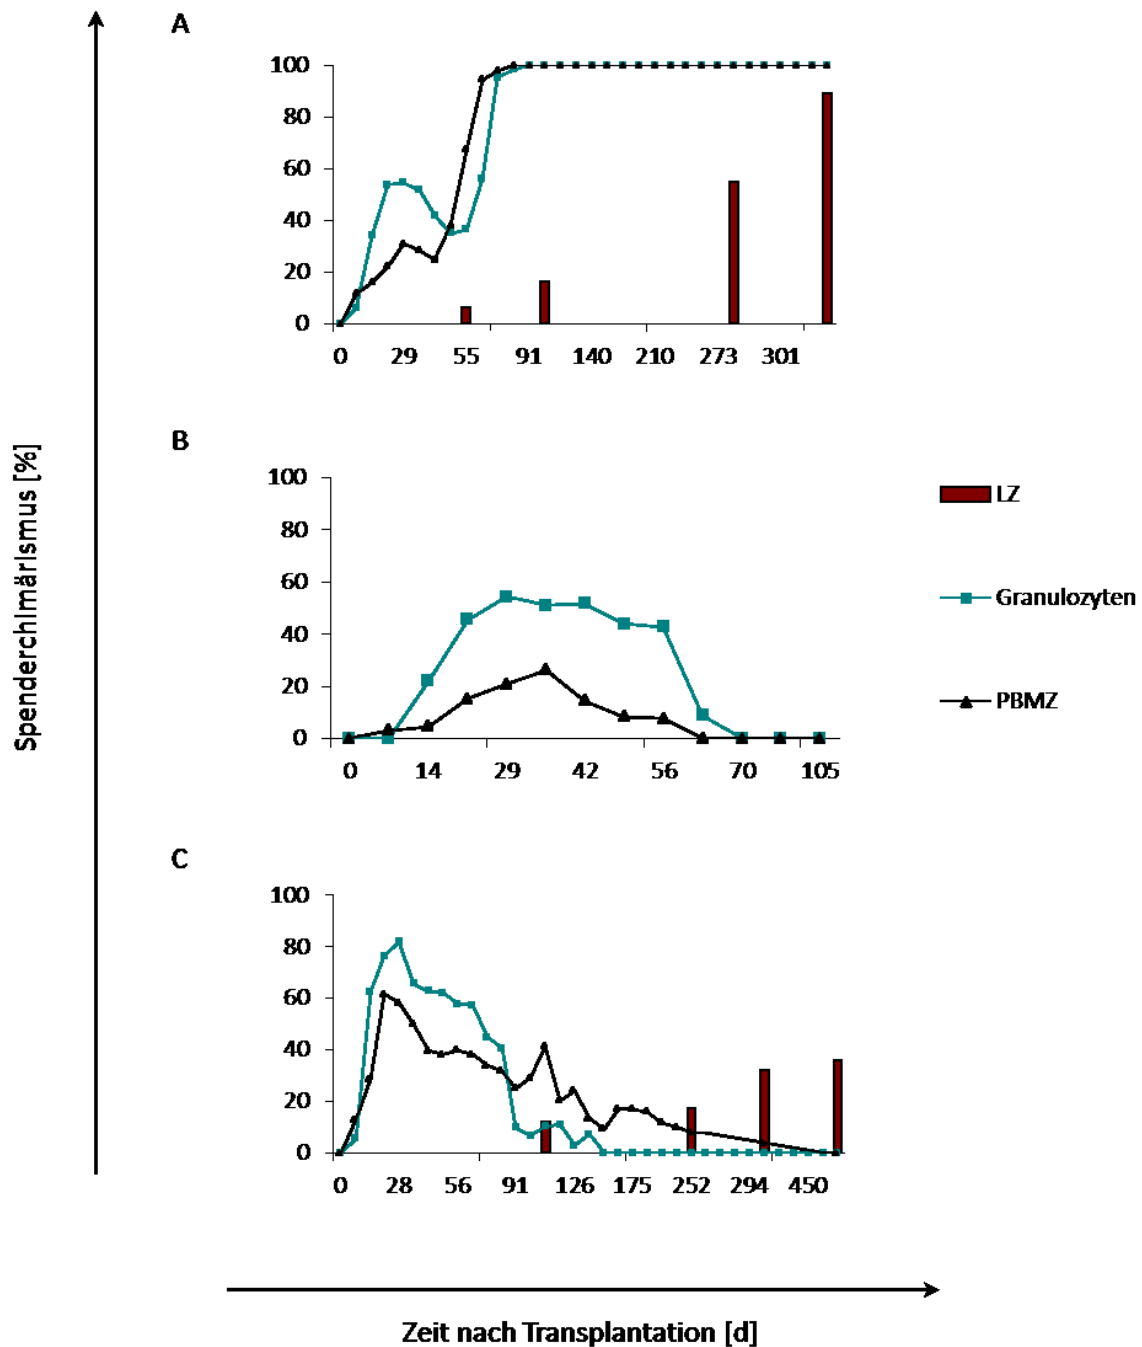 A
100
80
60
40
20
0
0 29 55 91 140 210 273 301
B
100
80
60
40
20
0
0 14 29 42 56 70 105
C
100
80
60
40
20
0
0 28 56 91 126 175 252 294 450
Spenderchimärismus [%]
LZ
Granulozyten
PBMZ
Zeit nach Transplantation [d]